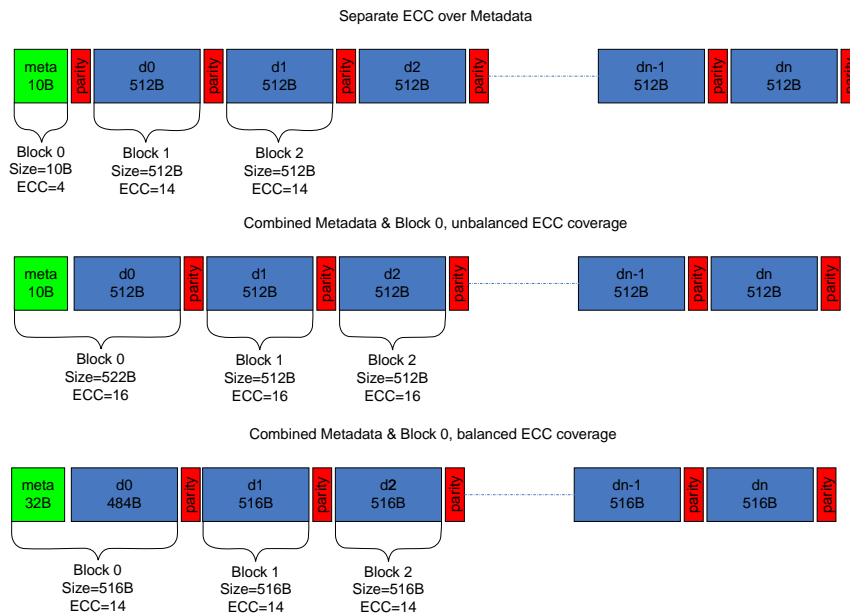 Separate ECC over Metadata
meta parity d0 parity d1 parity d2 parity dn-1 parity dn parity
10B 512B 512B 512B 512B 512B
Block 0 Block 1 Block 2
Size=10B Size=512B Size=512B
ECC=4 ECC=14 ECC=14
Combined Metadata & Block 0, unbalanced ECC coverage
meta d0 parity d1 parity d2 parity dn-1 parity dn parity
10B 512B 512B 512B 512B 512B
Block 0 Block 1 Block 2
Size=522B Size=512B Size=512B
ECC=16 ECC=16 ECC=16
Combined Metadata & Block 0, balanced ECC coverage
meta d0 parity d1 parity d2 parity dn-1 parity dn parity
32B 484B 516B 516B 516B 516B
Block 0 Block 1 Block 2
Size=516B Size=516B Size=516B
ECC=14 ECC=14 ECC=14